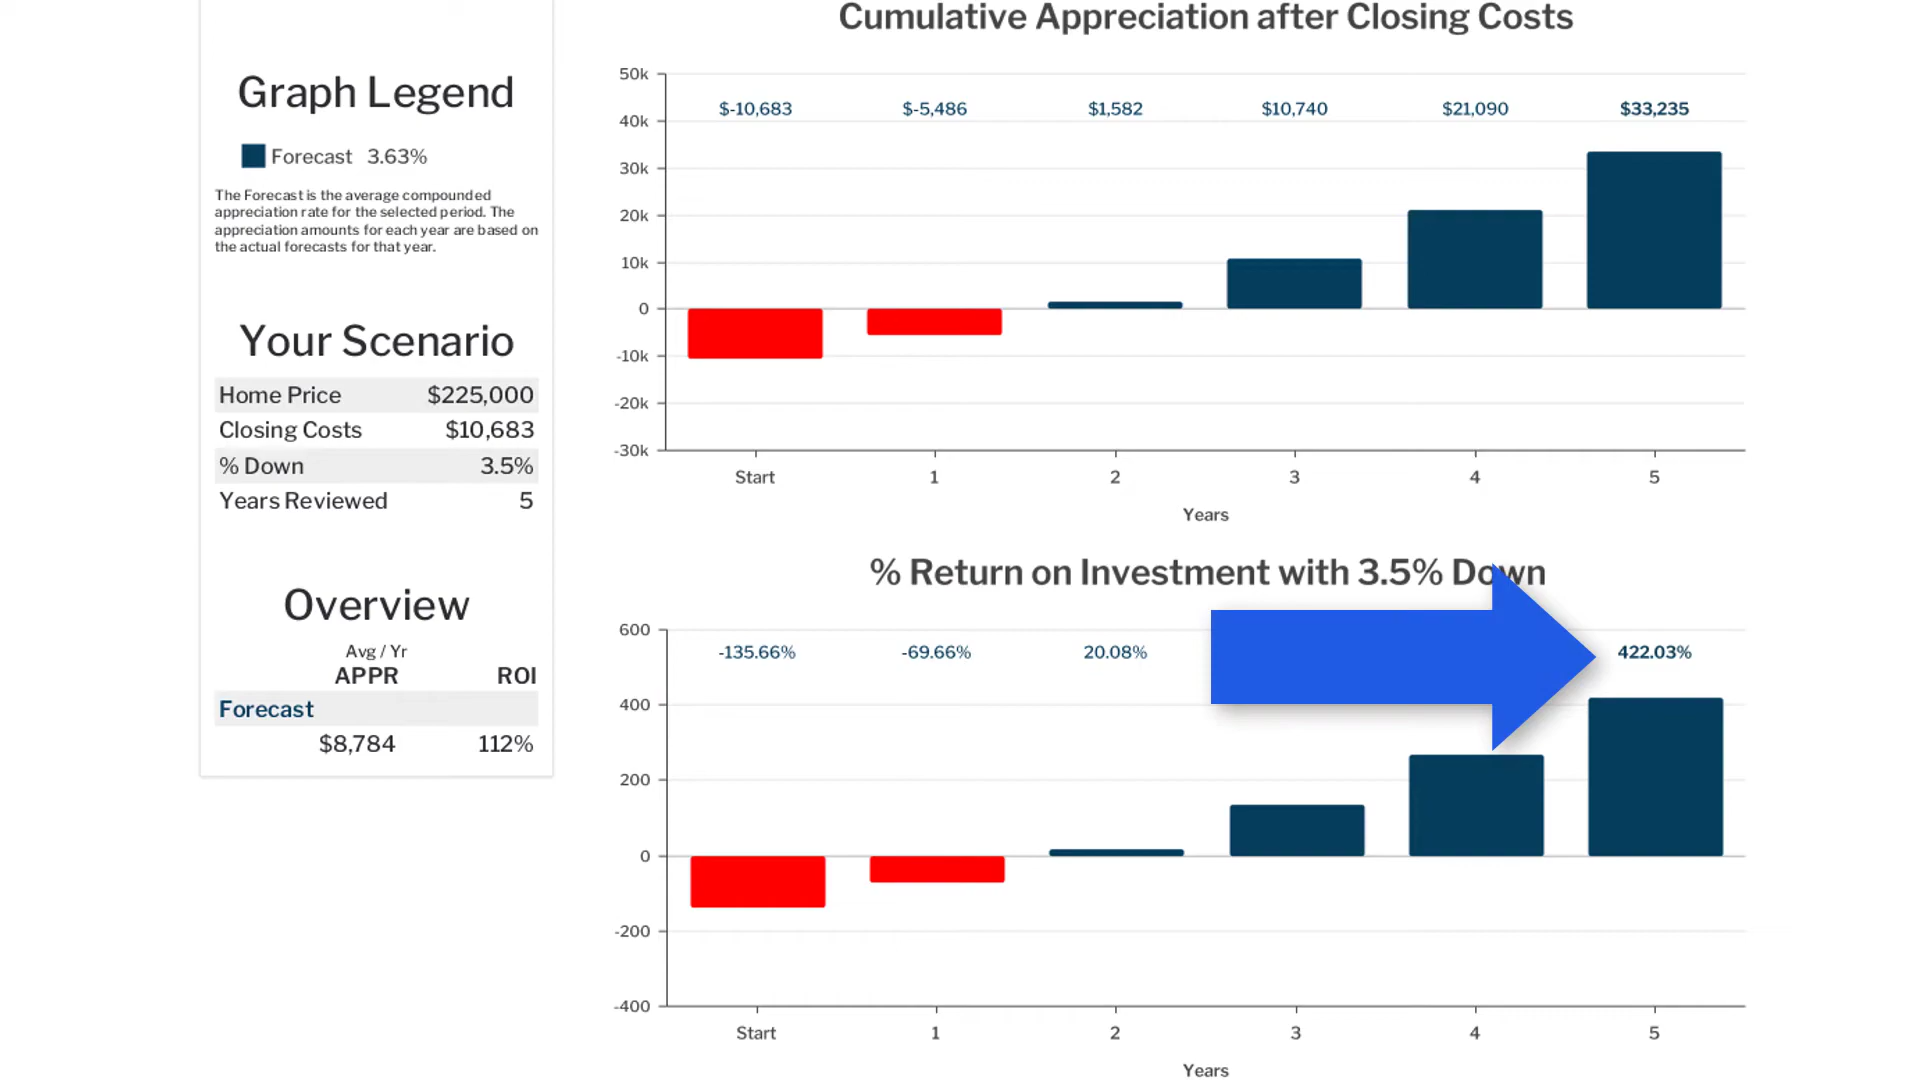 Graph Legend
Forecast 3.63%
The Forecast is the average compounded
appreciation rate for the selected period. The
appreciation amounts for each year are based on
the actual forecasts for that year.
Your Scenario
Home Price $225,000
Closing Costs $10,683
% Down 3.5%
Years Reviewed 5
Overview
Avg / Yr
APPR ROI
Forecast
$8,784 112%
Cumulative Appreciation after Closing Costs
50k
$-10,683 $-5,486 $1,582 $10,740 $21,090 $33,235
40k
30k
20k
10k
0
-10k
-20k
-30k
Start 1 2 3 4 5
Years
% Return on Investment with 3.5% Down
600
-135.66% -69.66% 20.08% 422.03%
400
200
0
-200
-400
Start 1 2 3 4 5
Years